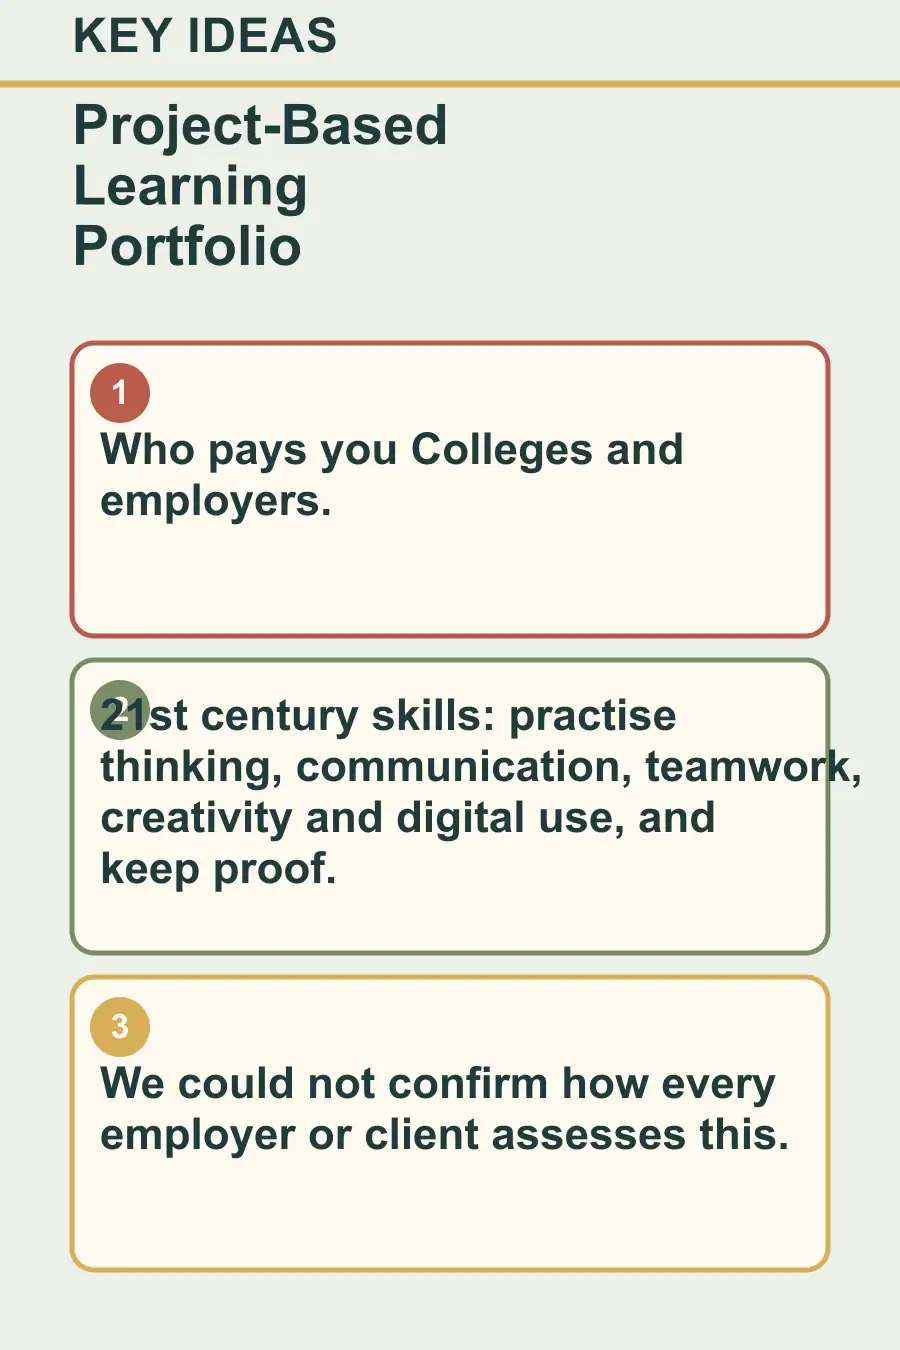 KEY IDEAS
Project-Based
Learning
Portfolio
1
Who pays you Colleges and
employers.
2
21st century skills: practise
thinking, communication, teamwork,
creativity and digital use, and
keep proof.
3
We could not confirm how every
employer or client assesses this.